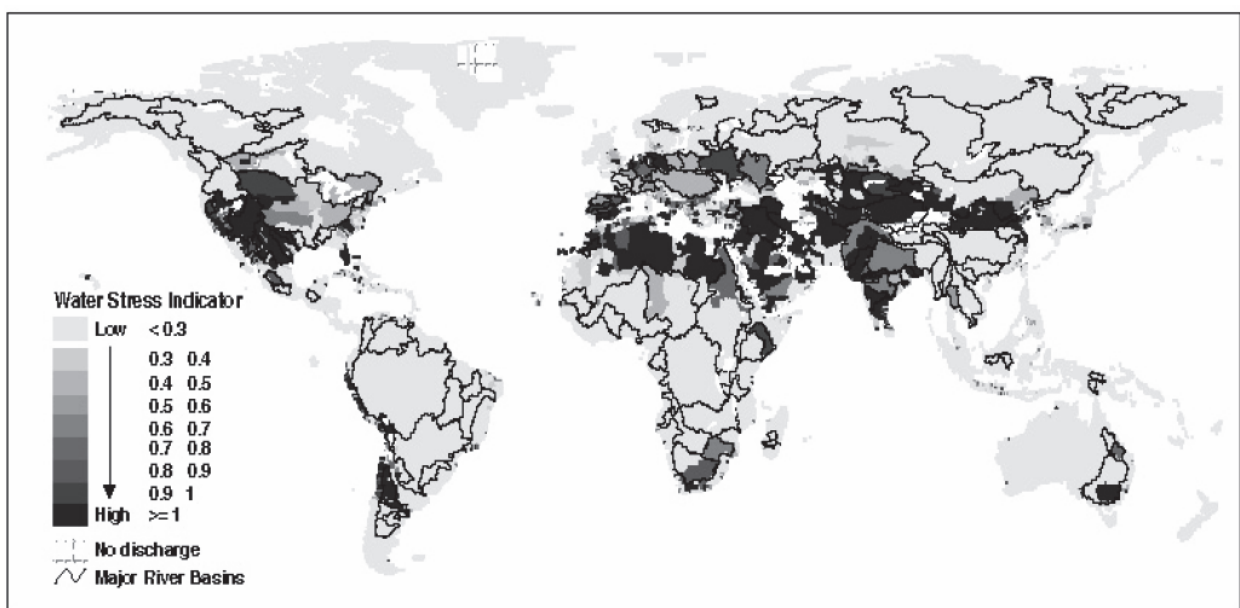 Water Stress Indicator
Low < 0.3
0.3 0.4
0.4 0.5
0.5 0.6
0.6 0.7
0.7 0.8
0.8 0.9
0.9 1
High >= 1
No discharge
Major River Basins